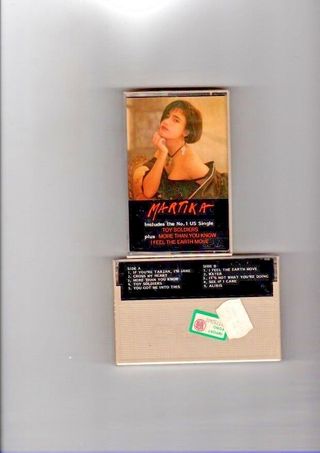 MARTIKA
Includes the No.1 US Single
TOY SOLDIERS
plus MORE THAN YOU KNOW
I FEEL THE EARTH MOVE
SIDE A
1. IF YOU'RE TARZAN, I'M JANE
2. CROSS MY HEART
3. MORE THAN YOU KNOW
4. TOY SOLDIERS
5. YOU GOT ME INTO THIS
SIDE B
1. I FEEL THE EARTH MOVE
2. WATER
3. IT'S NOT WHAT YOU'RE DOING
4. SEE IF I CARE
5. ALIBIS